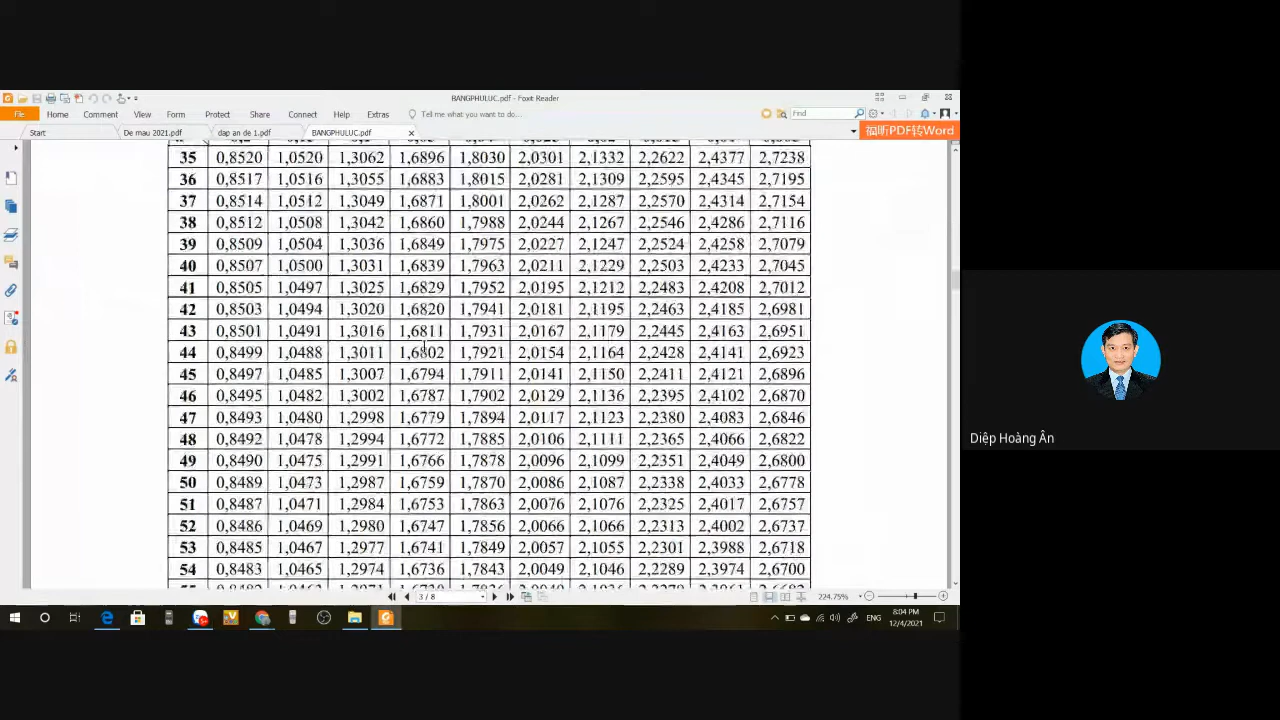 BANGPHULUC.pdf - Foxit Reader
File Home Comment View Form Protect Share Connect Help Extras Tell me what you want to do... Find
Start De mau 2021.pdf dap an de 1.pdf BANGPHULUC.pdf 福昕PDF转Word
35 0,8520 1,0520 1,3062 1,6896 1,8030 2,0301 2,1332 2,2622 2,4377 2,7238
36 0,8517 1,0516 1,3055 1,6883 1,8015 2,0281 2,1309 2,2595 2,4345 2,7195
37 0,8514 1,0512 1,3049 1,6871 1,8001 2,0262 2,1287 2,2570 2,4314 2,7154
38 0,8512 1,0508 1,3042 1,6860 1,7988 2,0244 2,1267 2,2546 2,4286 2,7116
39 0,8509 1,0504 1,3036 1,6849 1,7975 2,0227 2,1247 2,2524 2,4258 2,7079
40 0,8507 1,0500 1,3031 1,6839 1,7963 2,0211 2,1229 2,2503 2,4233 2,7045
41 0,8505 1,0497 1,3025 1,6829 1,7952 2,0195 2,1212 2,2483 2,4208 2,7012
42 0,8503 1,0494 1,3020 1,6820 1,7941 2,0181 2,1195 2,2463 2,4185 2,6981
43 0,8501 1,0491 1,3016 1,6811 1,7931 2,0167 2,1179 2,2445 2,4163 2,6951
44 0,8499 1,0488 1,3011 1,6802 1,7921 2,0154 2,1164 2,2428 2,4141 2,6923
45 0,8497 1,0485 1,3007 1,6794 1,7911 2,0141 2,1150 2,2411 2,4121 2,6896
46 0,8495 1,0482 1,3002 1,6787 1,7902 2,0129 2,1136 2,2395 2,4102 2,6870
47 0,8493 1,0480 1,2998 1,6779 1,7894 2,0117 2,1123 2,2380 2,4083 2,6846
48 0,8492 1,0478 1,2994 1,6772 1,7885 2,0106 2,1111 2,2365 2,4066 2,6822
49 0,8490 1,0475 1,2991 1,6766 1,7878 2,0096 2,1099 2,2351 2,4049 2,6800
50 0,8489 1,0473 1,2987 1,6759 1,7870 2,0086 2,1087 2,2338 2,4033 2,6778
51 0,8487 1,0471 1,2984 1,6753 1,7863 2,0076 2,1076 2,2325 2,4017 2,6757
52 0,8486 1,0469 1,2980 1,6747 1,7856 2,0066 2,1066 2,2313 2,4002 2,6737
53 0,8485 1,0467 1,2977 1,6741 1,7849 2,0057 2,1055 2,2301 2,3988 2,6718
54 0,8483 1,0465 1,2974 1,6736 1,7843 2,0049 2,1046 2,2289 2,3974 2,6700
3 / 8 224.75%
ENG 8:04 PM
12/4/2021
Diệp Hoàng Ân